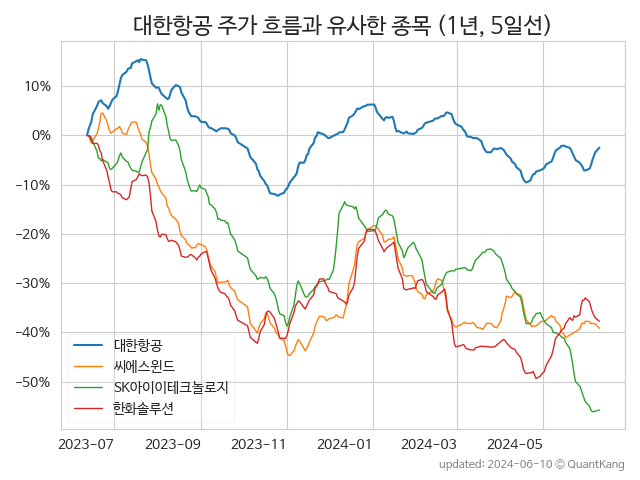 대한항공 주가 흐름과 유사한 종목 (1년, 5일선)
10%
0%
−10%
−20%
−30%
−40%
−50%
대한항공
씨에스윈드
SK아이이테크놀로지
한화솔루션
2023-07
2023-09
2023-11
2024-01
2024-03
2024-05
updated: 2024-06-10 © QuantKang